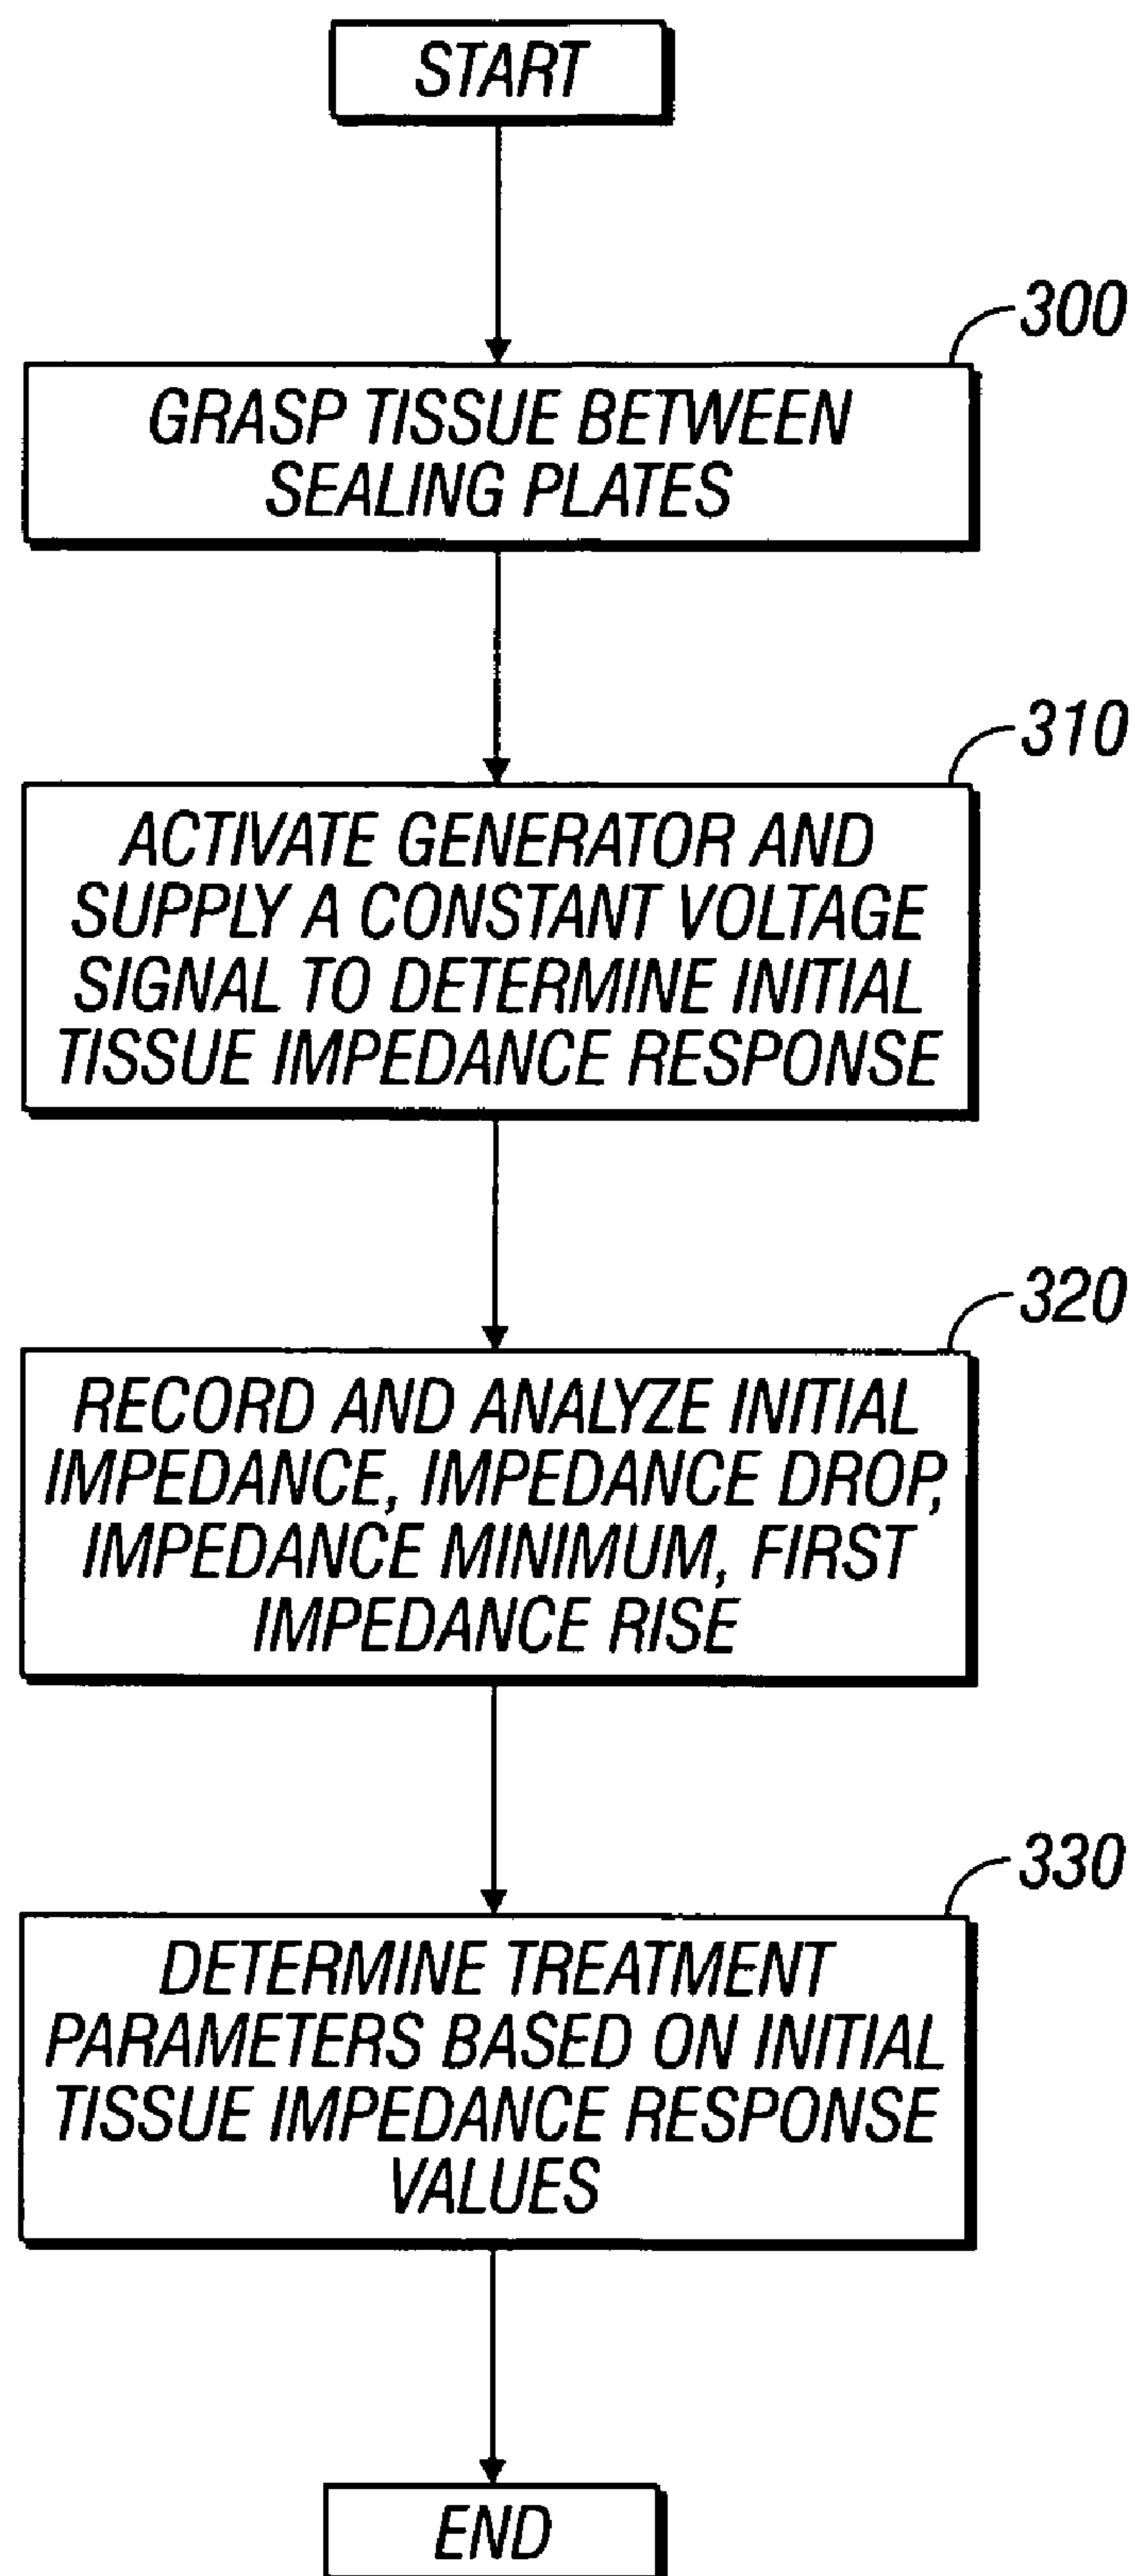 START
300
GRASP TISSUE BETWEEN
SEALING PLATES
310
ACTIVATE GENERATOR AND
SUPPLY A CONSTANT VOLTAGE
SIGNAL TO DETERMINE INITIAL
TISSUE IMPEDANCE RESPONSE
320
RECORD AND ANALYZE INITIAL
IMPEDANCE, IMPEDANCE DROP,
IMPEDANCE MINIMUM, FIRST
IMPEDANCE RISE
330
DETERMINE TREATMENT
PARAMETERS BASED ON INITIAL
TISSUE IMPEDANCE RESPONSE
VALUES
END